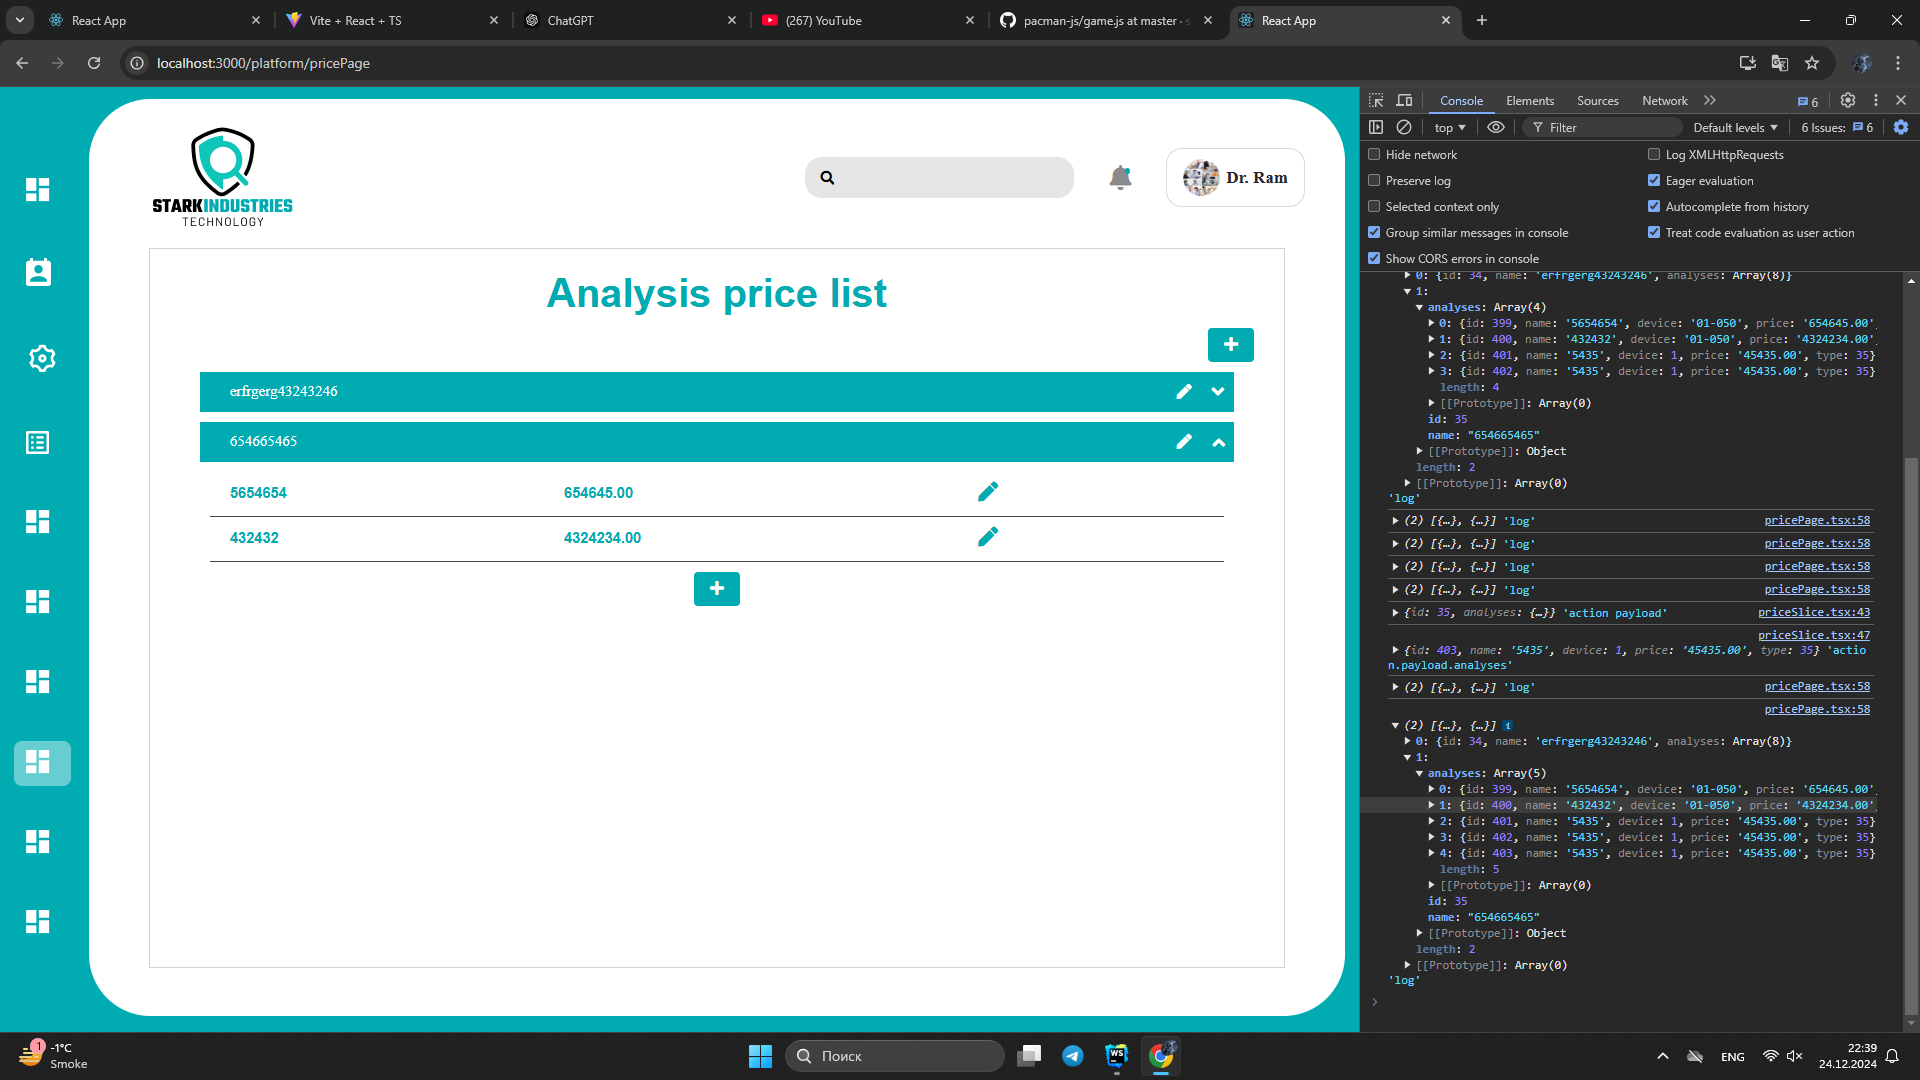 React App
Vite + React + TS
ChatGPT
(267) YouTube
pacman-js/game.js at master · s
React App
localhost:3000/platform/pricePage
STARKINDUSTRIES
TECHNOLOGY
Dr. Ram
Analysis price list
erfrgerg43243246
654665465
5654654 654645.00
432432 4324234.00
Console Elements Sources Network 6
top Filter Default levels 6 Issues: 6
Hide network Log XMLHttpRequests
Preserve log Eager evaluation
Selected context only Autocomplete from history
Group similar messages in console Treat code evaluation as user action
Show CORS errors in console
0: {id: 34, name: 'erfrgerg43243246', analyses: Array(8)}
1:
analyses: Array(4)
0: {id: 399, name: '5654654', device: '01-050', price: '654645.00'
1: {id: 400, name: '432432', device: '01-050', price: '4324234.00'
2: {id: 401, name: '5435', device: 1, price: '45435.00', type: 35}
3: {id: 402, name: '5435', device: 1, price: '45435.00', type: 35}
length: 4
[[Prototype]]: Array(0)
id: 35
name: "654665465"
[[Prototype]]: Object
length: 2
[[Prototype]]: Array(0)
'log'
(2) [{…}, {…}] 'log' pricePage.tsx:58
(2) [{…}, {…}] 'log' pricePage.tsx:58
(2) [{…}, {…}] 'log' pricePage.tsx:58
(2) [{…}, {…}] 'log' pricePage.tsx:58
{id: 35, analyses: {…}} 'action payload' priceSlice.tsx:43
priceSlice.tsx:47
{id: 403, name: '5435', device: 1, price: '45435.00', type: 35} 'actio
n.payload.analyses'
(2) [{…}, {…}] 'log' pricePage.tsx:58
pricePage.tsx:58
(2) [{…}, {…}] i
0: {id: 34, name: 'erfrgerg43243246', analyses: Array(8)}
1:
analyses: Array(5)
0: {id: 399, name: '5654654', device: '01-050', price: '654645.00'
1: {id: 400, name: '432432', device: '01-050', price: '4324234.00'
2: {id: 401, name: '5435', device: 1, price: '45435.00', type: 35}
3: {id: 402, name: '5435', device: 1, price: '45435.00', type: 35}
4: {id: 403, name: '5435', device: 1, price: '45435.00', type: 35}
length: 5
[[Prototype]]: Array(0)
id: 35
name: "654665465"
[[Prototype]]: Object
length: 2
[[Prototype]]: Array(0)
'log'
1
-1°C
Smoke
Поиск
WS
ENG
22:39
24.12.2024